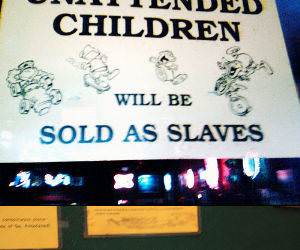 UNATTENDED
CHILDREN
WILL BE
SOLD AS SLAVES